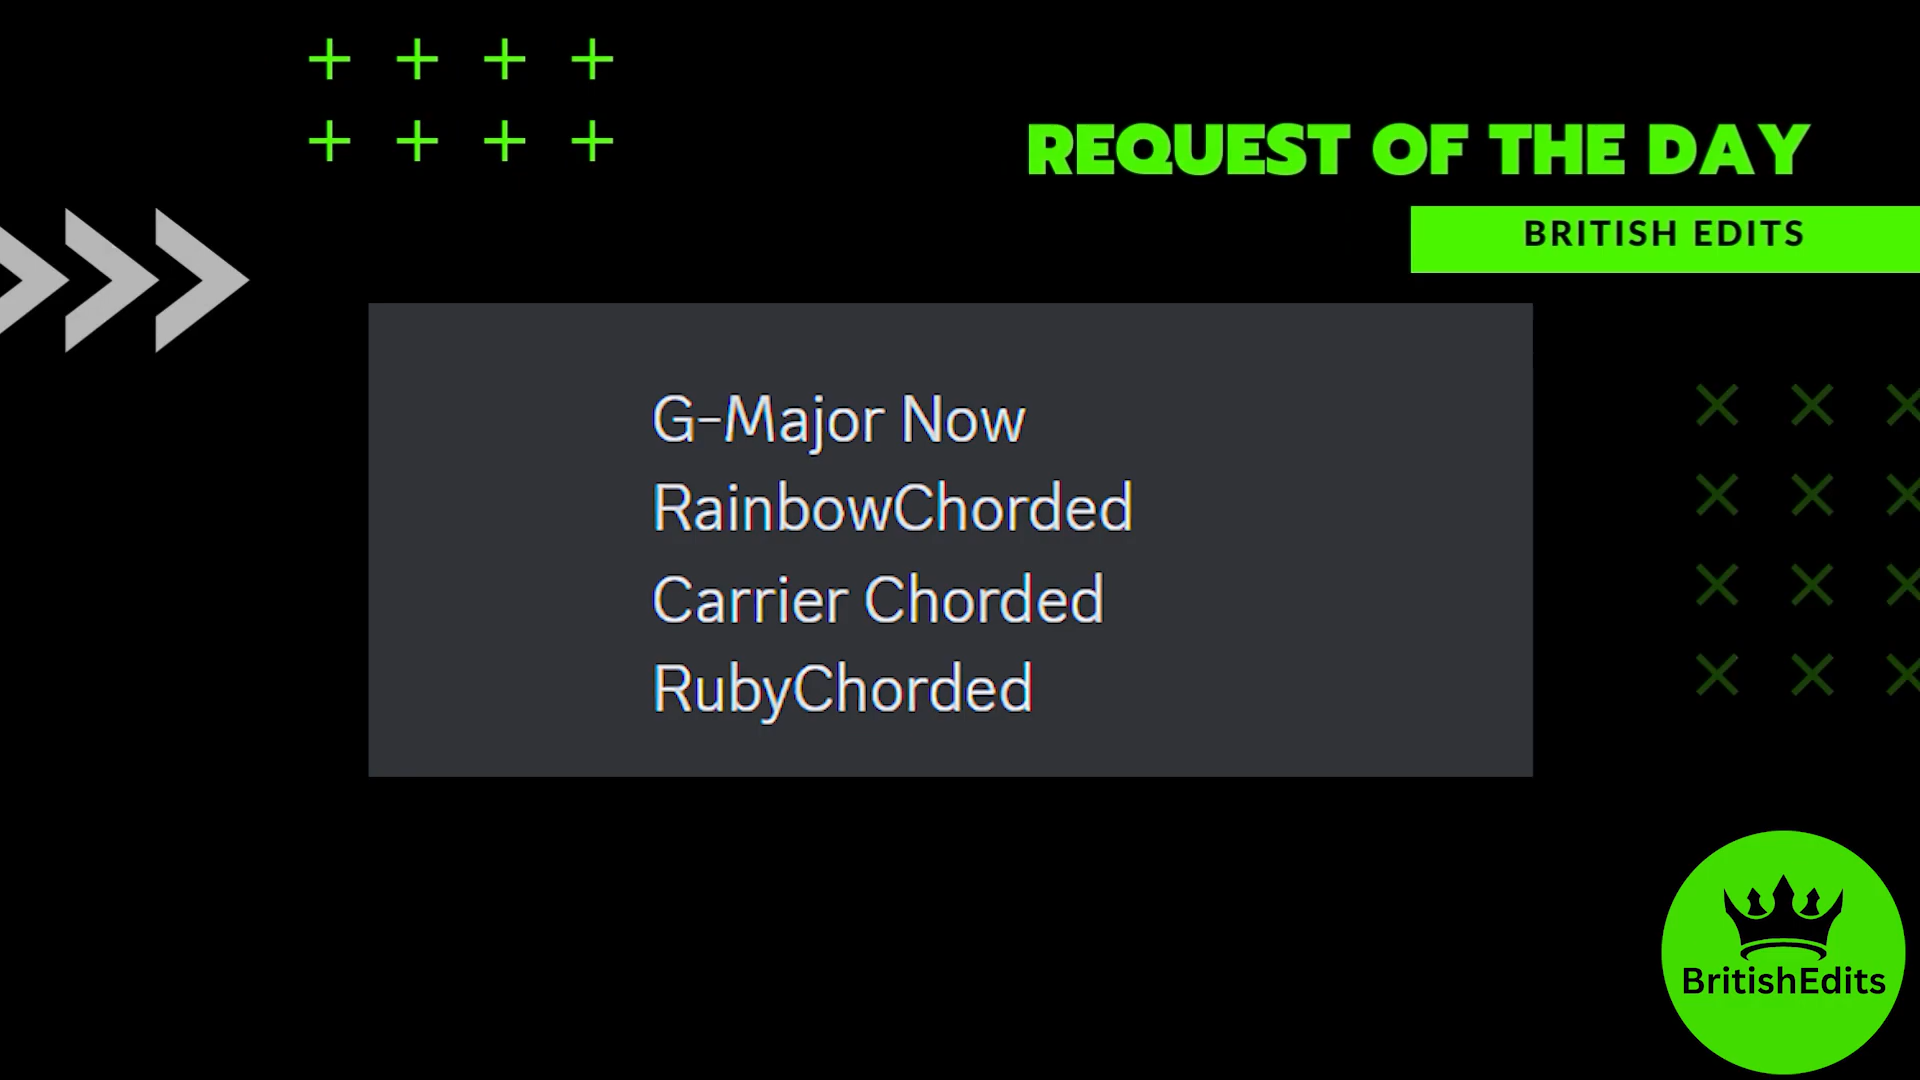 REQUEST OF THE DAY
BRITISH EDITS
G-Major Now
RainbowChorded
Carrier Chorded
RubyChorded
BritishEdits